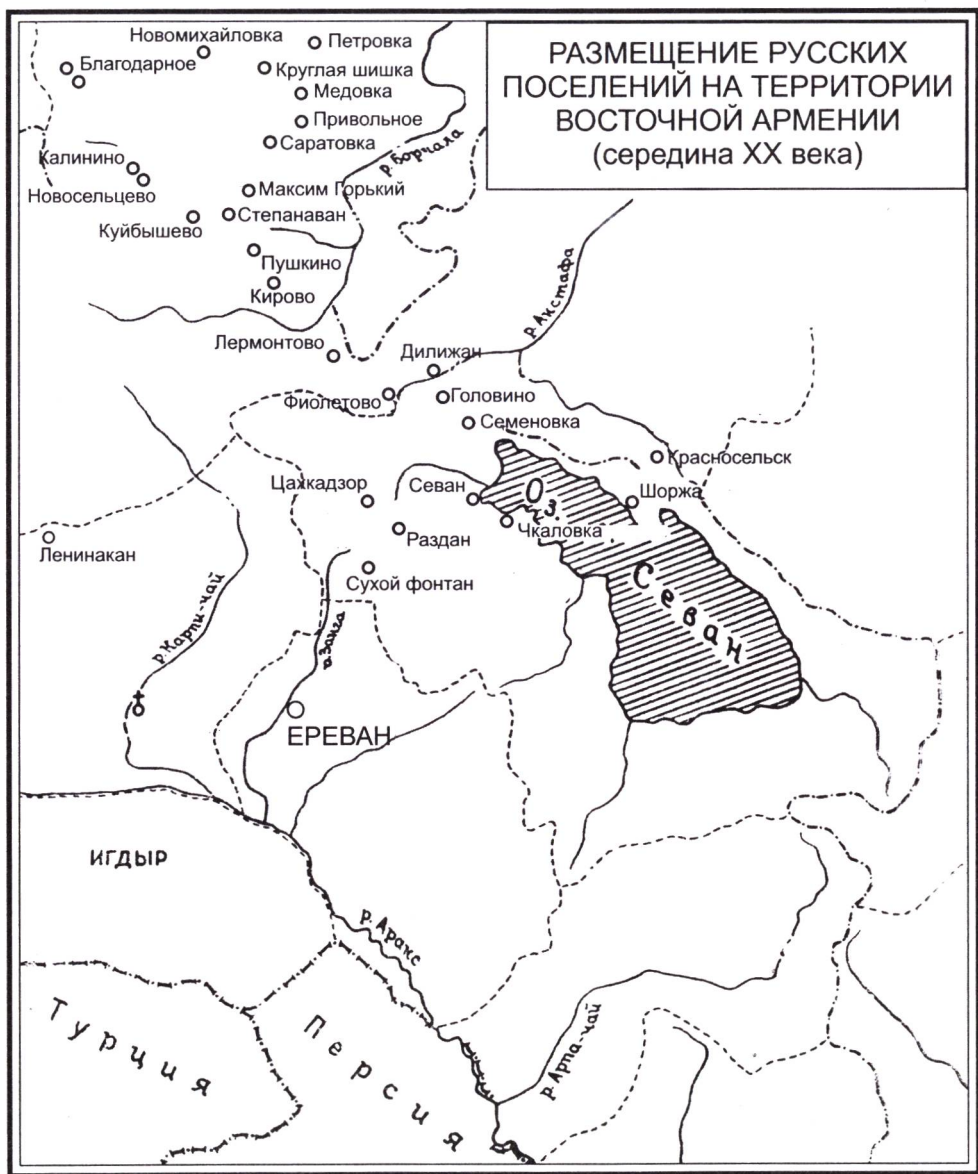 РАЗМЕЩЕНИЕ РУССКИХ
ПОСЕЛЕНИЙ НА ТЕРРИТОРИИ
ВОСТОЧНОЙ АРМЕНИИ
(середина XX века)
Новомихайловка
Петровка
Благодарное
Круглая шишка
Медовка
Привольное
Саратовка
р. Борчала
Калинино
Новосельцево
Максим Горький
Степанаван
Куйбышево
Пушкино
Кирово
р. Акстафа
Лермонтово
Дилижан
Фиолетово
Головино
Семеновка
Красносельск
Цахкадзор
Севан
Оз.
Шоржа
Чкаловка
Раздан
Ленинакан
Сухой фонтан
Севан
р. Карпи-чай
р. Занга
ЕРЕВАН
ИГДЫР
р. Аракс
Турция
Персия
р. Арпа-чай